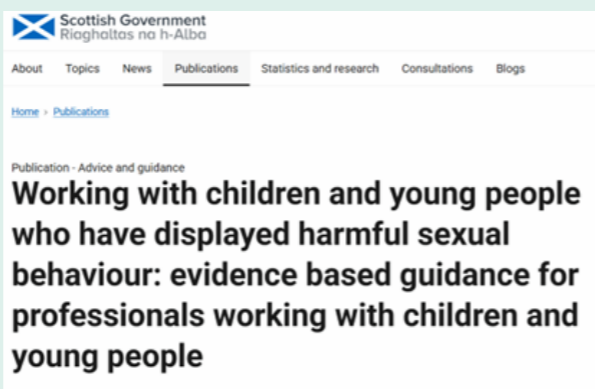 Scottish Government
Riaghaltas na h-Alba
About Topics News Publications Statistics and research Consultations Blogs
Home › Publications
Publication - Advice and guidance
Working with children and young people
who have displayed harmful sexual
behaviour: evidence based guidance for
professionals working with children and
young people